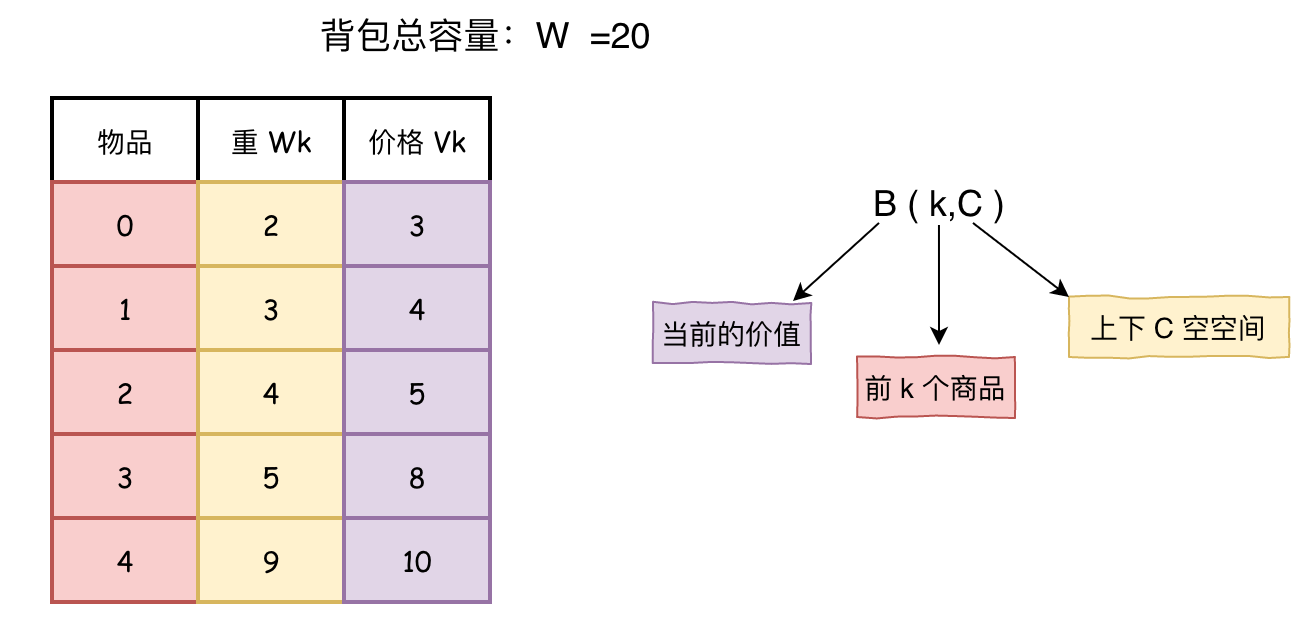 背包总容量：W =20
物品 重 Wk 价格 Vk
0 2 3
1 3 4
2 4 5
3 5 8
4 9 10
B ( k,C )
当前的价值
前 k 个商品
上下 C 空空间